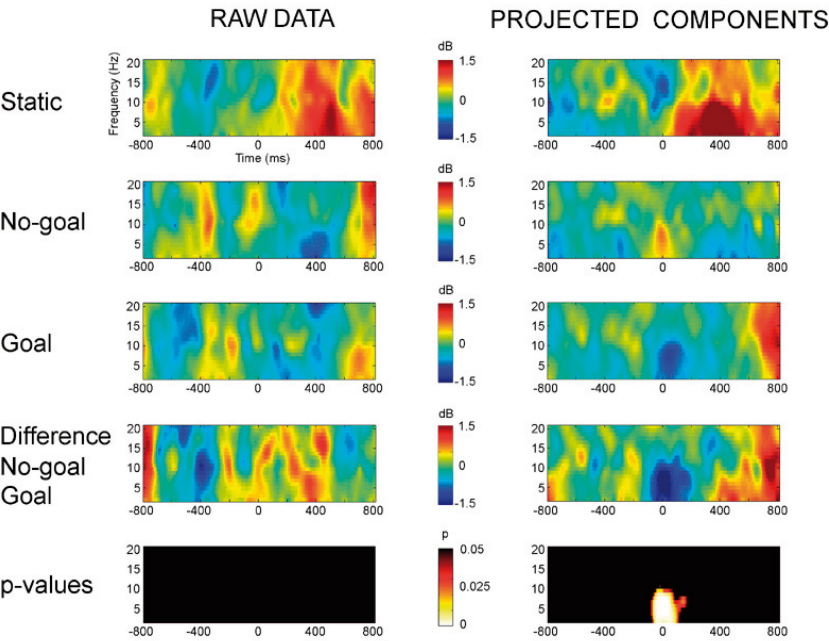 RAW DATA
PROJECTED COMPONENTS
Static
Frequency (Hz)
20
15
10
5
-800 -400 0 400 800
Time (ms)
dB
1.5
0
-1.5
20
15
10
5
-800 -400 0 400 800
No-goal
20
15
10
5
-800 -400 0 400 800
dB
1.5
0
-1.5
20
15
10
5
-800 -400 0 400 800
Goal
20
15
10
5
-800 -400 0 400 800
dB
1.5
0
-1.5
20
15
10
5
-800 -400 0 400 800
Difference
No-goal
Goal
20
15
10
5
-800 -400 0 400 800
dB
1.5
0
-1.5
20
15
10
5
-800 -400 0 400 800
p-values
20
15
10
5
-800 -400 0 400 800
p
0.05
0.025
0
20
15
10
5
-800 -400 0 400 800